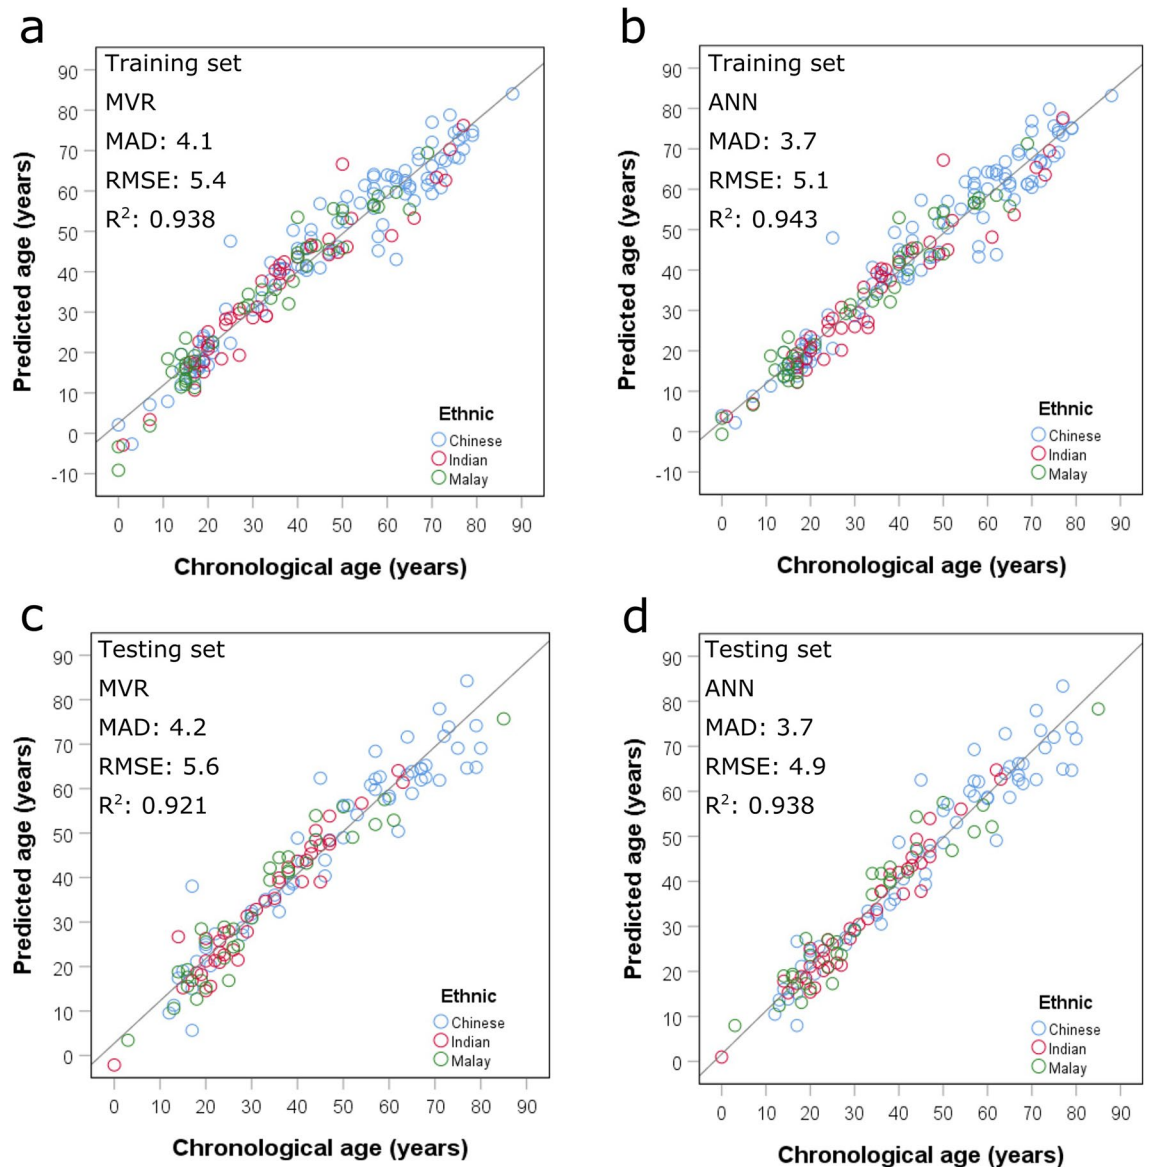 a
Training set
MVR
MAD: 4.1
RMSE: 5.4
R²: 0.938
90
80
70
60
50
40
30
20
10
0
-10
Predicted age (years)
Ethnic
Chinese
Indian
Malay
0 10 20 30 40 50 60 70 80 90
Chronological age (years)
b
Training set
ANN
MAD: 3.7
RMSE: 5.1
R²: 0.943
90
80
70
60
50
40
30
20
10
0
-10
Predicted age (years)
Ethnic
Chinese
Indian
Malay
0 10 20 30 40 50 60 70 80 90
Chronological age (years)
c
Testing set
MVR
MAD: 4.2
RMSE: 5.6
R²: 0.921
90
80
70
60
50
40
30
20
10
0
Predicted age (years)
Ethnic
Chinese
Indian
Malay
0 10 20 30 40 50 60 70 80 90
Chronological age (years)
d
Testing set
ANN
MAD: 3.7
RMSE: 4.9
R²: 0.938
90
80
70
60
50
40
30
20
10
0
Predicted age (years)
Ethnic
Chinese
Indian
Malay
0 10 20 30 40 50 60 70 80 90
Chronological age (years)